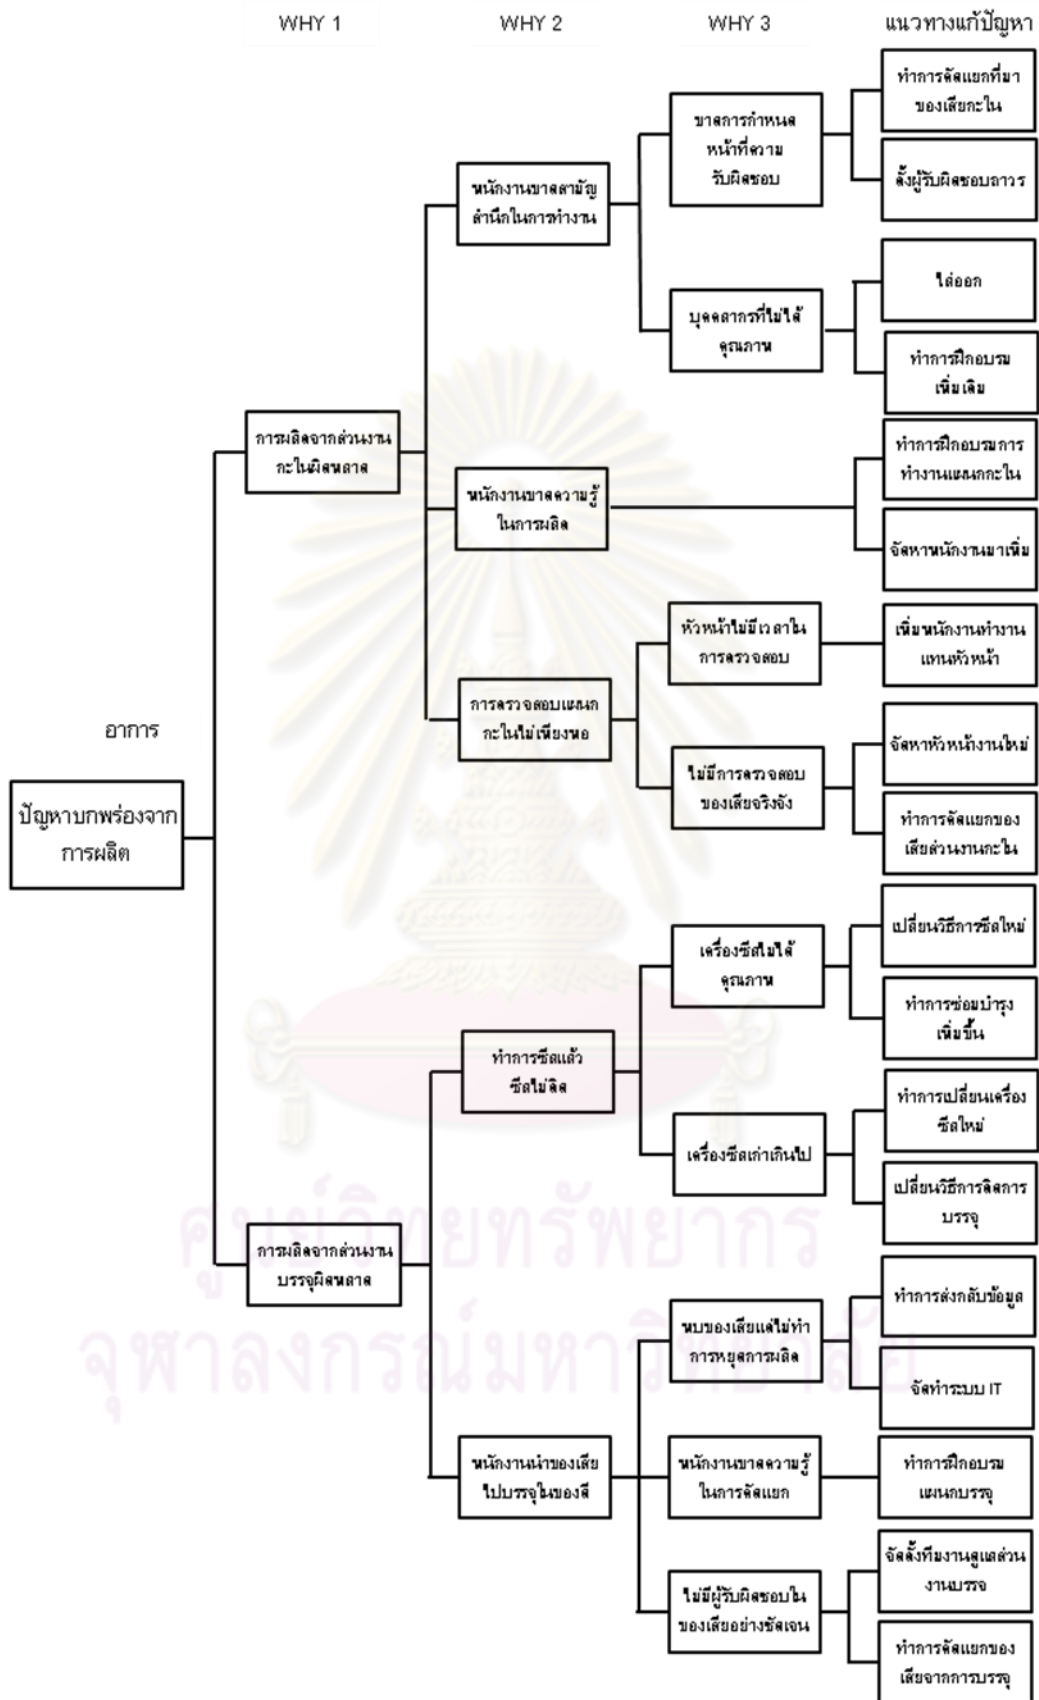 WHY 1 WHY 2 WHY 3 แนวทางแก้ปัญหา
ทำการคัดแยกที่มา
ของเสียกะใน
ขาดการกำหนด
หน้าที่ความ
รับผิดชอบ
ตั้งผู้รับผิดชอบถาวร
พนักงานขาดสามัญ
สำนึกในการทำงาน
ไล่ออก
บุคคลากรที่ไม่ได้
คุณภาพ
ทำการฝึกอบรม
เพิ่มเติม
การผลิตจากส่วนงาน
กะในผิดพลาด
ทำการฝึกอบรมการ
ทำงานแผนกกะใน
พนักงานขาดความรู้
ในการผลิต
จัดหาพนักงานมาเพิ่ม
หัวหน้าไม่มีเวลาใน
การตรวจสอบ
เพิ่มพนักงานทำงาน
แทนหัวหน้า
การตรวจสอบแผนก
กะในไม่เพียงพอ
จัดหาหัวหน้างานใหม่
ไม่มีการตรวจสอบ
ของเสียจริงจัง
ทำการคัดแยกของ
เสียส่วนงานกะใน
อาการ
ปัญหาบกพร่องจาก
การผลิต
เปลี่ยนวิธีการซีลใหม่
เครื่องซีลไม่ได้
คุณภาพ
ทำการซ่อมบำรุง
เพิ่มขึ้น
ทำการซีลแล้ว
ซีลไม่ติด
ทำการเปลี่ยนเครื่อง
ซีลใหม่
เครื่องซีลเก่าเกินไป
เปลี่ยนวิธีการคิดการ
บรรจุ
ศูนย์วิทยทรัพยากร
จุฬาลงกรณ์มหาวิทยาลัย
การผลิตจากส่วนงาน
บรรจุผิดพลาด
ทำการส่งกลับข้อมูล
พบของเสียแต่ไม่ทำ
การหยุดการผลิต
จัดทำระบบ IT
พนักงานนำของเสีย
ไปบรรจุในของดี
พนักงานขาดความรู้
ในการคัดแยก
ทำการฝึกอบรม
แผนกบรรจุ
จัดตั้งทีมงานดูแลส่วน
งานบรรจุ
ไม่มีผู้รับผิดชอบใน
ของเสียอย่างชัดเจน
ทำการคัดแยกของ
เสียจากการบรรจุ